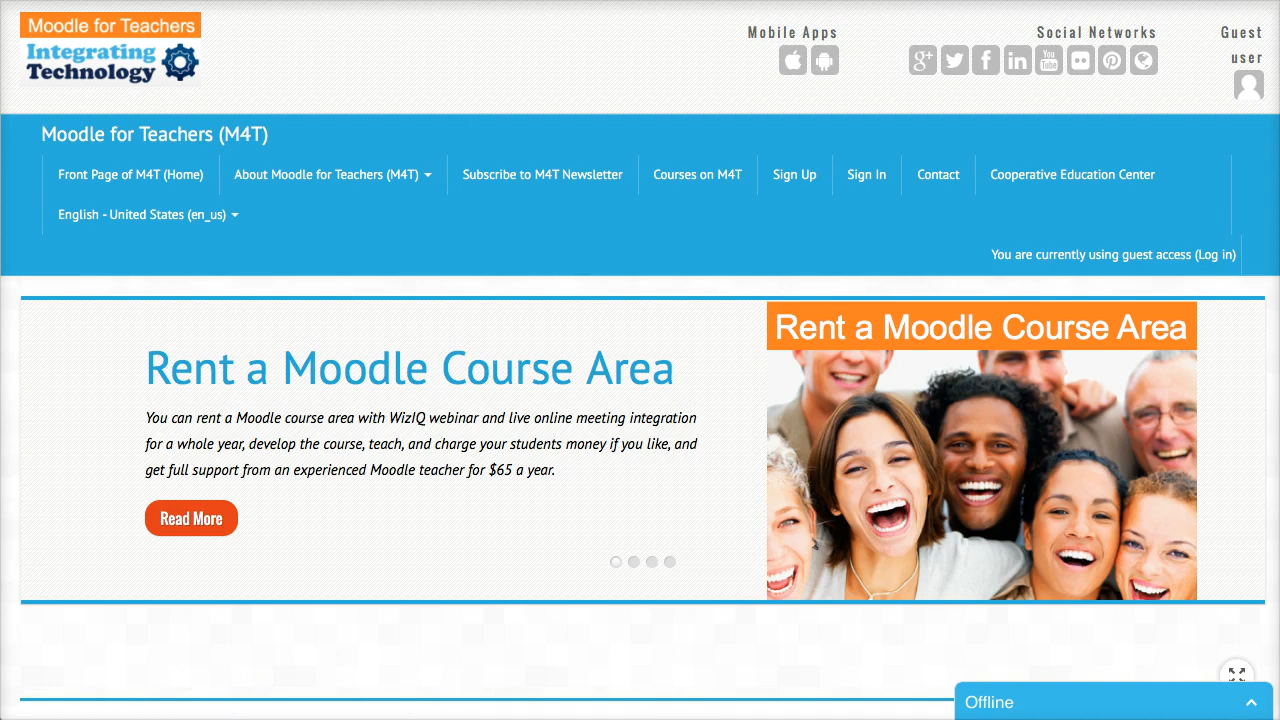 Moodle for Teachers
Integrating
Technology
Mobile Apps
Social Networks
Guest
user
g+
f
in
You
Tube
Moodle for Teachers (M4T)
Front Page of M4T (Home)
About Moodle for Teachers (M4T)
Subscribe to M4T Newsletter
Courses on M4T
Sign Up
Sign In
Contact
Cooperative Education Center
English - United States (en_us)
You are currently using guest access (Log in)
Rent a Moodle Course Area
You can rent a Moodle course area with WizIQ webinar and live online meeting integration
for a whole year, develop the course, teach, and charge your students money if you like, and
get full support from an experienced Moodle teacher for $65 a year.
Read More
Rent a Moodle Course Area
Offline